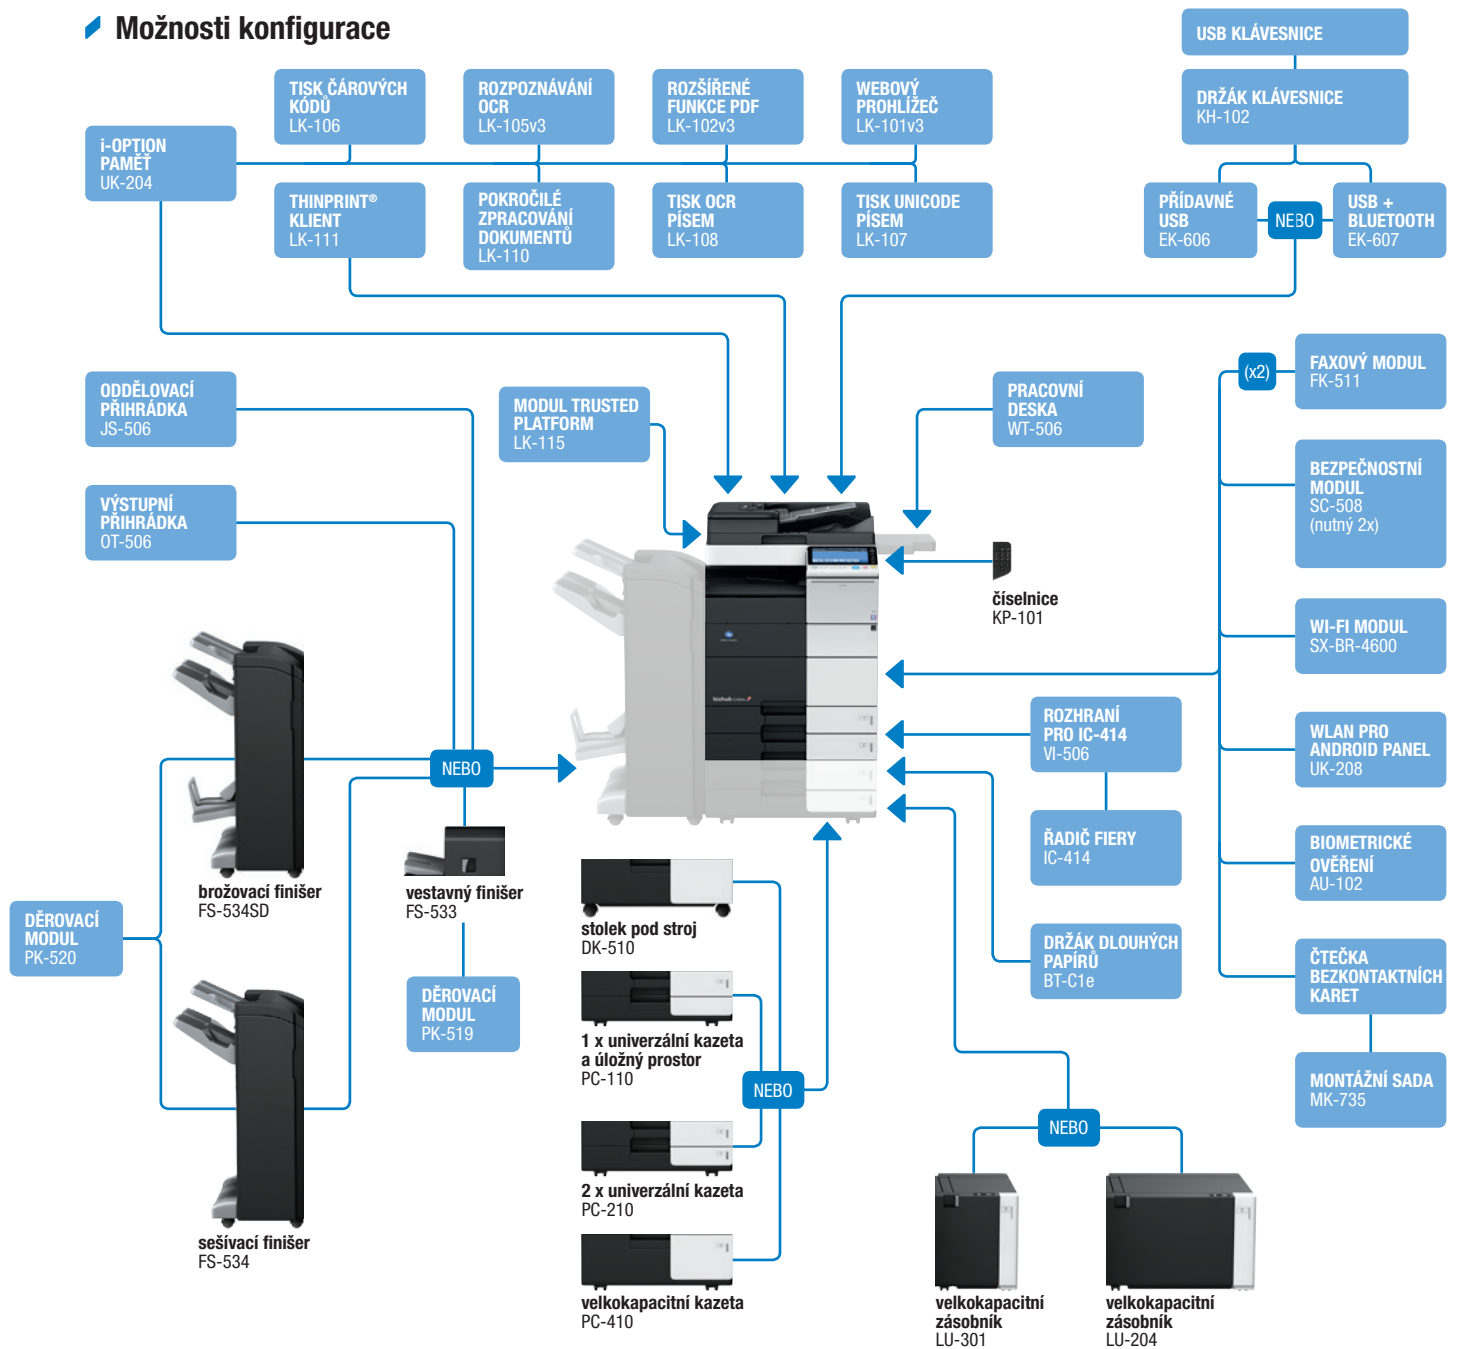 Možnosti konfigurace
USB KLÁVESNICE
DRŽÁK KLÁVESNICE
KH-102
TISK ČÁROVÝCH
KÓDŮ
LK-106
ROZPOZNÁVÁNÍ
OCR
LK-105v3
ROZŠÍŘENÉ
FUNKCE PDF
LK-102v3
WEBOVÝ
PROHLÍŽEČ
LK-101v3
i-OPTION
PAMĚŤ
UK-204
THINPRINT®
KLIENT
LK-111
POKROČILÉ
ZPRACOVÁNÍ
DOKUMENTŮ
LK-110
TISK OCR
PÍSEM
LK-108
TISK UNICODE
PÍSEM
LK-107
PŘÍDAVNÉ
USB
EK-606
NEBO
USB +
BLUETOOTH
EK-607
ODDĚLOVACÍ
PŘIHRÁDKA
JS-506
MODUL TRUSTED
PLATFORM
LK-115
PRACOVNÍ
DESKA
WT-506
(x2)
FAXOVÝ MODUL
FK-511
VÝSTUPNÍ
PŘIHRÁDKA
OT-506
BEZPEČNOSTNÍ
MODUL
SC-508
(nutný 2x)
číselnice
KP-101
WI-FI MODUL
SX-BR-4600
ROZHRANÍ
PRO IC-414
VI-506
WLAN PRO
ANDROID PANEL
UK-208
NEBO
ŘADIČ FIERY
IC-414
BIOMETRICKÉ
OVĚŘENÍ
AU-102
brožovací finišer
FS-534SD
vestavný finišer
FS-533
stolek pod stroj
DK-510
DĚROVACÍ
MODUL
PK-520
DRŽÁK DLOUHÝCH
PAPÍRŮ
BT-C1e
ČTEČKA
BEZKONTAKTNÍCH
KARET
DĚROVACÍ
MODUL
PK-519
1 x univerzální kazeta
a úložný prostor
PC-110
NEBO
MONTÁŽNÍ SADA
MK-735
NEBO
2 x univerzální kazeta
PC-210
sešívací finišer
FS-534
velkokapacitní kazeta
PC-410
velkokapacitní
zásobník
LU-301
velkokapacitní
zásobník
LU-204